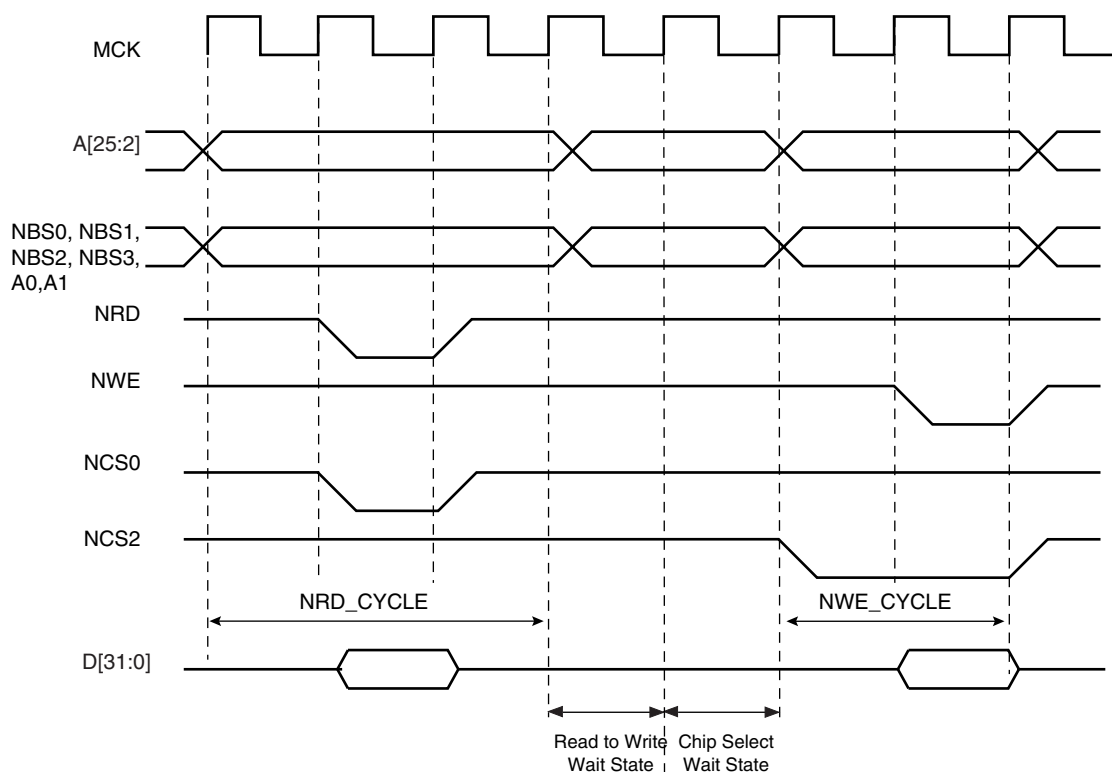 MCK
A[25:2]
NBS0, NBS1,
NBS2, NBS3,
A0,A1
NRD
NWE
NCS0
NCS2
NRD_CYCLE
NWE_CYCLE
D[31:0]
Read to Write
Wait State
Chip Select
Wait State